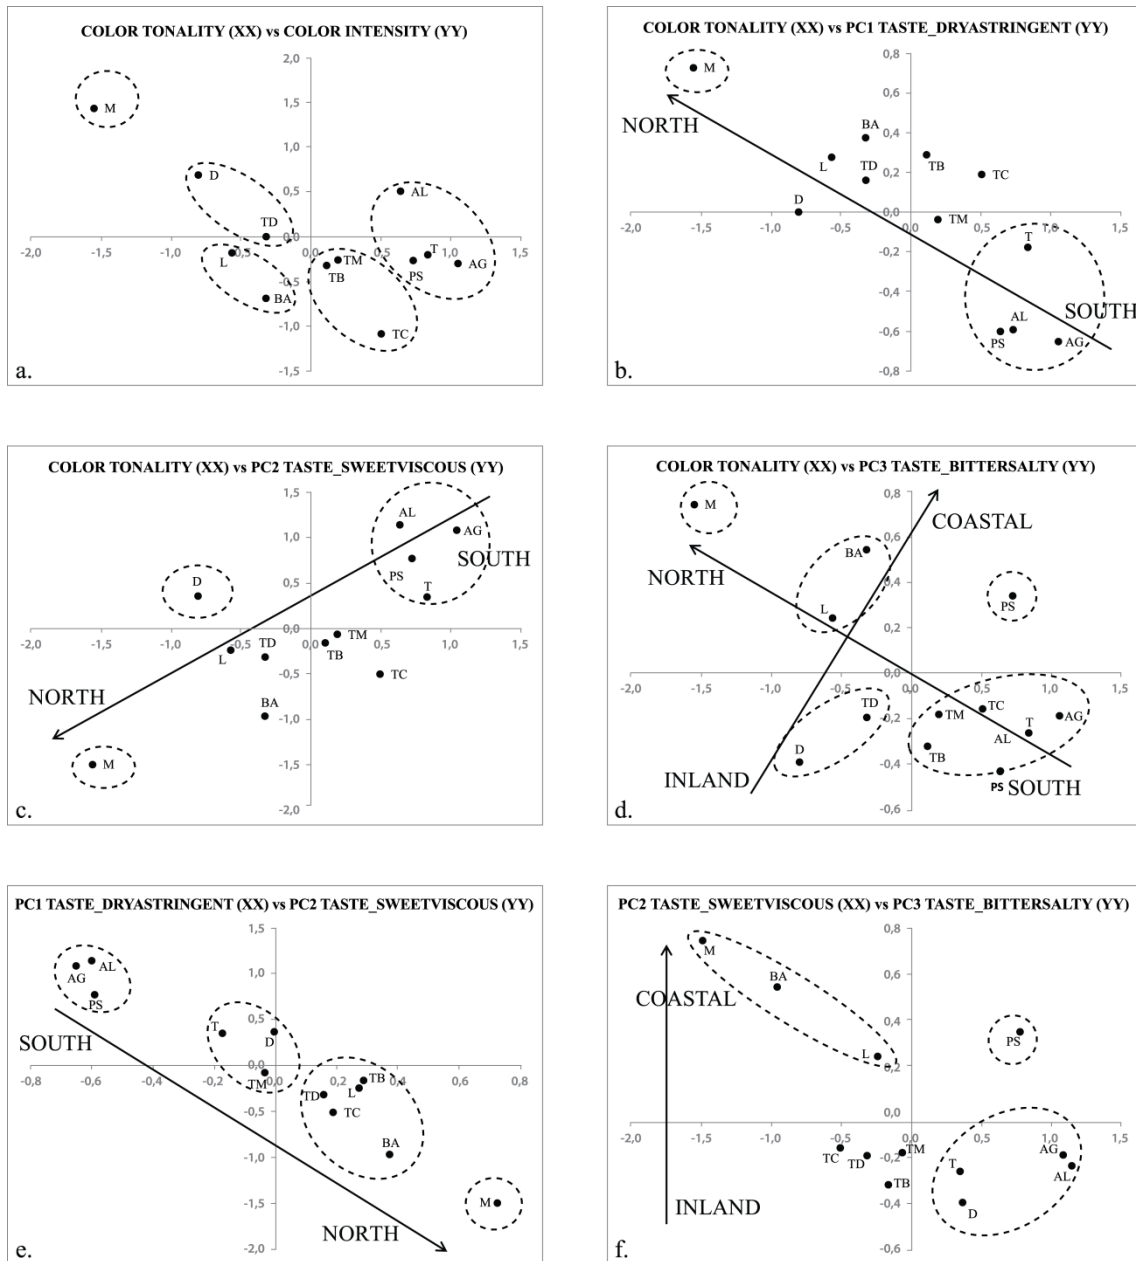 COLOR TONALITY (XX) vs COLOR INTENSITY (YY)
2,0
1,5
1,0
0,5
0,0
-0,5
-1,0
-1,5
-2,0 -1,5 -1,0 -0,5 0,0 0,5 1,0 1,5
M
D
AL
TD
L
TM
T
TB
PS
AG
BA
TC
a.
COLOR TONALITY (XX) vs PC1 TASTE_DRYASTRINGENT (YY)
0,8
0,6
0,4
0,2
0,0
-0,2
-0,4
-0,6
-0,8
-2,0 -1,5 -1,0 -0,5 0,0 0,5 1,0 1,5
M
NORTH
BA
L
TD
TB
TC
D
TM
T
SOUTH
AL
PS
AG
b.
COLOR TONALITY (XX) vs PC2 TASTE_SWEETVISCOUS (YY)
1,5
1,0
0,5
0,0
-0,5
-1,0
-1,5
-2,0
-2,0 -1,5 -1,0 -0,5 0,0 0,5 1,0 1,5
AL
AG
SOUTH
PS
D
T
TD
TM
L
TB
TC
NORTH
BA
M
c.
COLOR TONALITY (XX) vs PC3 TASTE_BITTERSALTY (YY)
0,8
0,6
0,4
0,2
0,0
-0,2
-0,4
-0,6
-2,0 -1,5 -1,0 -0,5 0,0 0,5 1,0 1,5
M
COASTAL
BA
NORTH
PS
L
TD
TM
TC
T
AG
AL
TB
D
INLAND
PS SOUTH
d.
PC1 TASTE_DRYASTRINGENT (XX) vs PC2 TASTE_SWEETVISCOUS (YY)
1,5
1,0
0,5
0,0
-0,5
-1,0
-1,5
-2,0
-0,8 -0,6 -0,4 -0,2 0,0 0,2 0,4 0,6 0,8
AL
AG
PS
SOUTH
T
D
TM
TB
TD
L
TC
BA
M
NORTH
e.
PC2 TASTE_SWEETVISCOUS (XX) vs PC3 TASTE_BITTERSALTY (YY)
0,8
0,6
0,4
0,2
0,0
-0,2
-0,4
-0,6
-2,0 -1,5 -1,0 -0,5 0,0 0,5 1,0 1,5
M
BA
COASTAL
PS
L
TC
TD
TM
TB
T
AG
AL
D
INLAND
f.